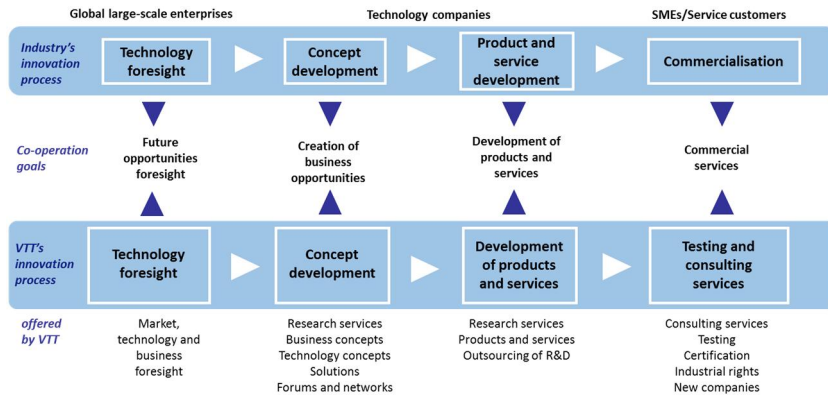 Global large-scale enterprises
Technology companies
SMEs/Service customers
Industry's
innovation
process
Technology
foresight
Concept
development
Product and
service
development
Commercialisation
Co-operation
goals
Future
opportunities
foresight
Creation of
business
opportunities
Development of
products and
services
Commercial
services
VTT's
innovation
process
Technology
foresight
Concept
development
Development
of products
and services
Testing and
consulting
services
offered
by VTT
Market,
technology and
business
foresight
Research services
Business concepts
Technology concepts
Solutions
Forums and networks
Research services
Products and services
Outsourcing of R&D
Consulting services
Testing
Certification
Industrial rights
New companies